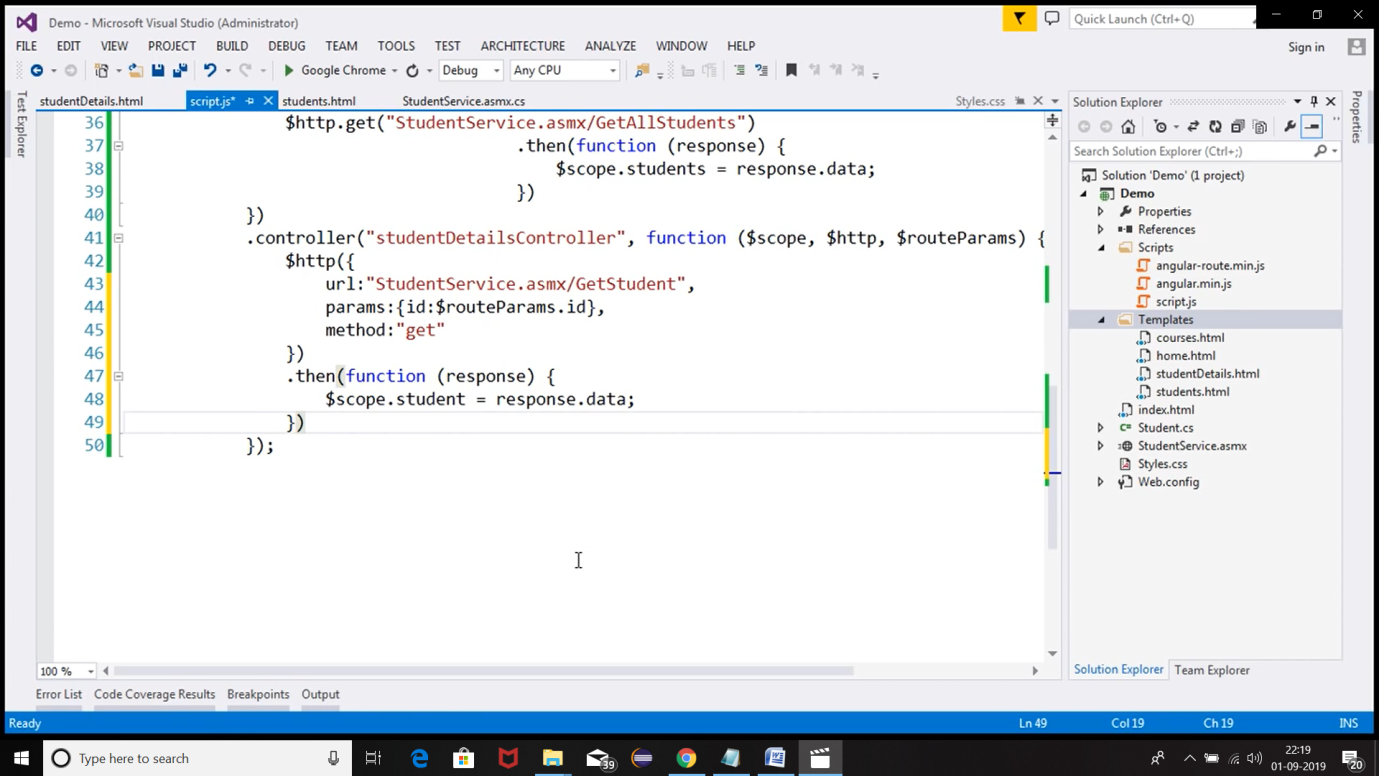 Demo - Microsoft Visual Studio (Administrator)
Quick Launch (Ctrl+Q)
FILE EDIT VIEW PROJECT BUILD DEBUG TEAM TOOLS TEST ARCHITECTURE ANALYZE WINDOW HELP
Sign in
Google Chrome Debug Any CPU
Test Explorer
studentDetails.html script.js* students.html StudentService.asmx.cs Styles.css
36 $http.get("StudentService.asmx/GetAllStudents")
37 .then(function (response) {
38 $scope.students = response.data;
39 })
40 })
41 .controller("studentDetailsController", function ($scope, $http, $routeParams) {
42 $http({
43 url:"StudentService.asmx/GetStudent",
44 params:{id:$routeParams.id},
45 method:"get"
46 })
47 .then(function (response) {
48 $scope.student = response.data;
49 })
50 });
100 %
Solution Explorer
Search Solution Explorer (Ctrl+;)
Solution 'Demo' (1 project)
Demo
Properties
References
Scripts
angular-route.min.js
angular.min.js
script.js
Templates
courses.html
home.html
studentDetails.html
students.html
index.html
Student.cs
StudentService.asmx
Styles.css
Web.config
Solution Explorer Team Explorer
Properties
Error List Code Coverage Results Breakpoints Output
Ready Ln 49 Col 19 Ch 19 INS
Type here to search
39
22:19
01-09-2019
20